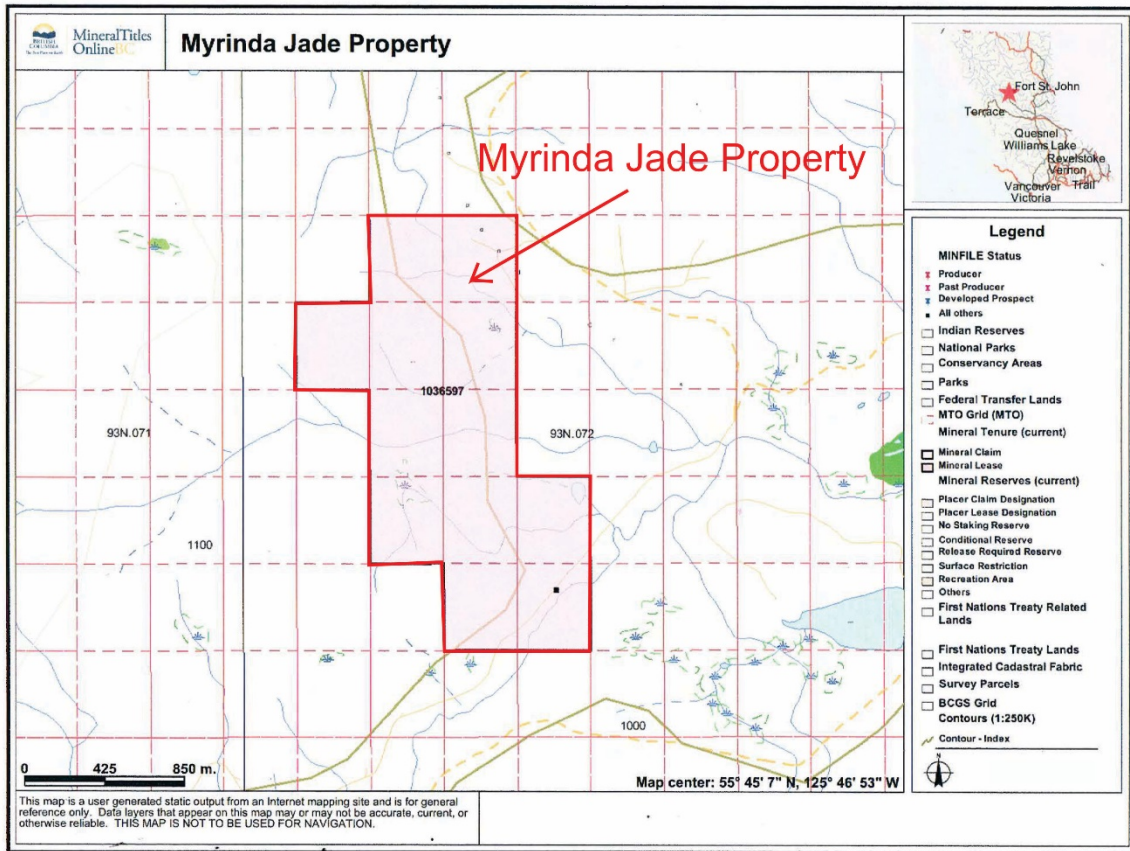 BRITISH
COLUMBIA
MineralTitles
OnlineBC
Myrinda Jade Property
Fort St. John
Terrace
Quesnel
Williams Lake
Revelstoke
Vernon
Vancouver
Trail
Victoria
Myrinda Jade Property
1036597
93N.071
93N.072
1100
1000
0 425 850 m.
Map center: 55° 45' 7" N, 125° 46' 53" W
Legend
MINFILE Status
Producer
Past Producer
Developed Prospect
All others
Indian Reserves
National Parks
Conservancy Areas
Parks
Federal Transfer Lands
MTO Grid (MTO)
Mineral Tenure (current)
Mineral Claim
Mineral Lease
Mineral Reserves (current)
Placer Claim Designation
Placer Lease Designation
No Staking Reserve
Conditional Reserve
Release Required Reserve
Surface Restriction
Recreation Area
Others
First Nations Treaty Related
Lands
First Nations Treaty Lands
Integrated Cadastral Fabric
Survey Parcels
BCGS Grid
Contours (1:250K)
Contour - Index
N
This map is a user generated static output from an Internet mapping site and is for general
reference only. Data layers that appear on this map may or may not be accurate, current, or
otherwise reliable. THIS MAP IS NOT TO BE USED FOR NAVIGATION.